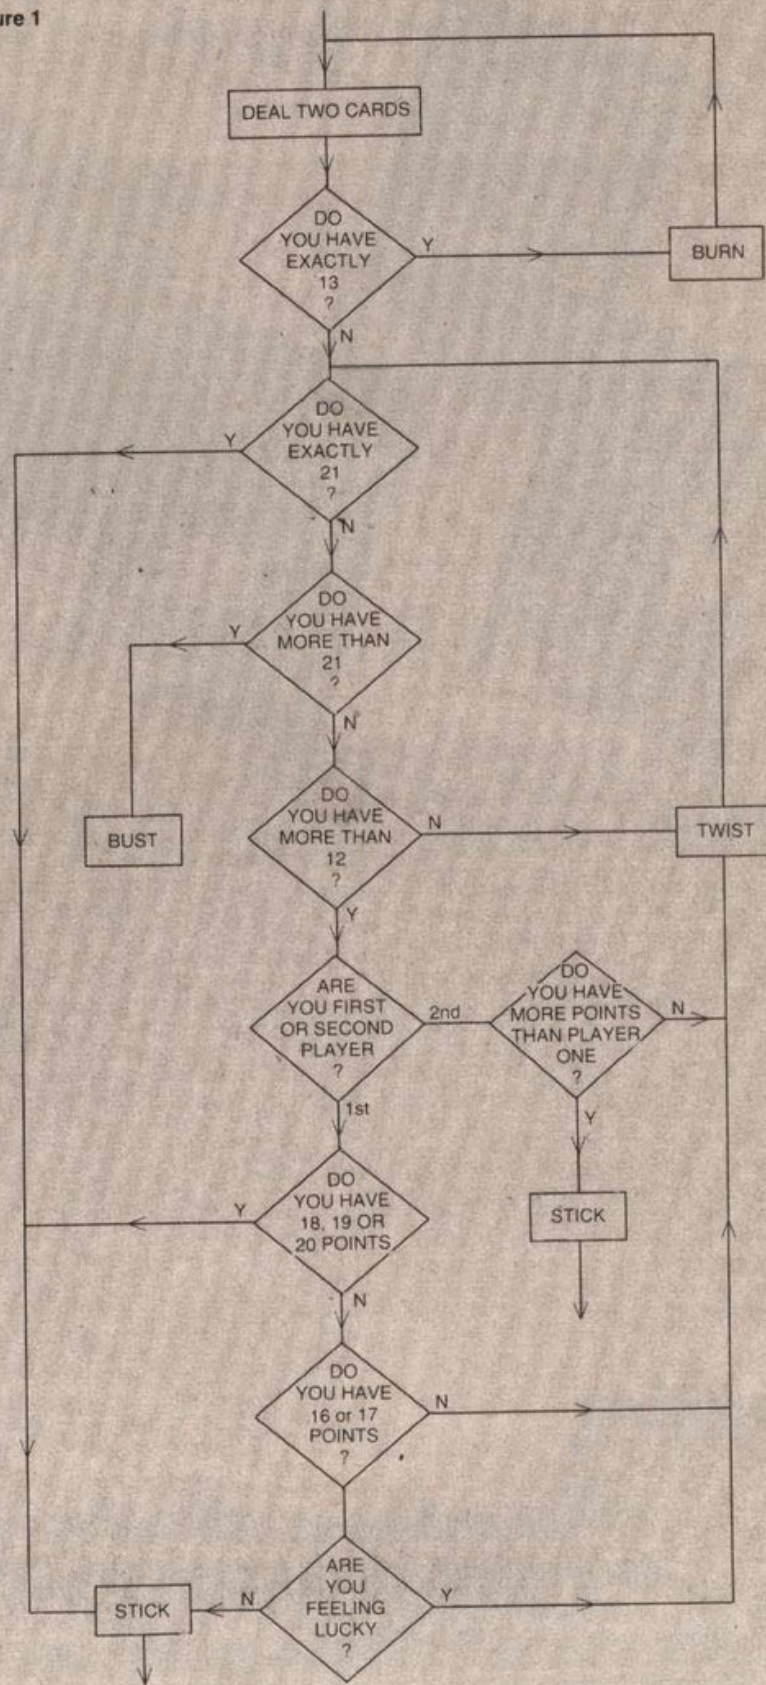 DEAL TWO CARDS
DO
YOU HAVE
EXACTLY
13
?
Y
BURN
N
DO
YOU HAVE
EXACTLY
21
?
Y
N
DO
YOU HAVE
MORE THAN
21
?
Y
N
BUST
DO
YOU HAVE
MORE THAN
12
?
N
TWIST
Y
ARE
YOU FIRST
OR SECOND
PLAYER
?
2nd
DO
YOU HAVE
MORE POINTS
THAN PLAYER
ONE
?
N
1st
Y
DO
YOU HAVE
18, 19 OR
20 POINTS
Y
STICK
N
DO
YOU HAVE
16 or 17
POINTS
?
N
ARE
YOU
FEELING
LUCKY
?
N
Y
STICK